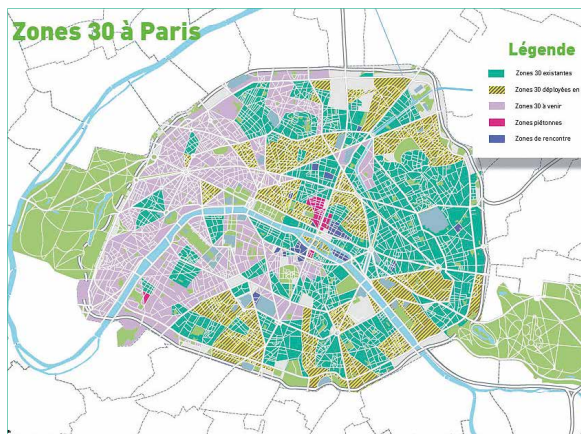 Zones 30 à Paris
Légende
Zones 30 existantes
Zones 30 déployées en
Zones 30 à venir
Zones piétonnes
Zones de rencontre